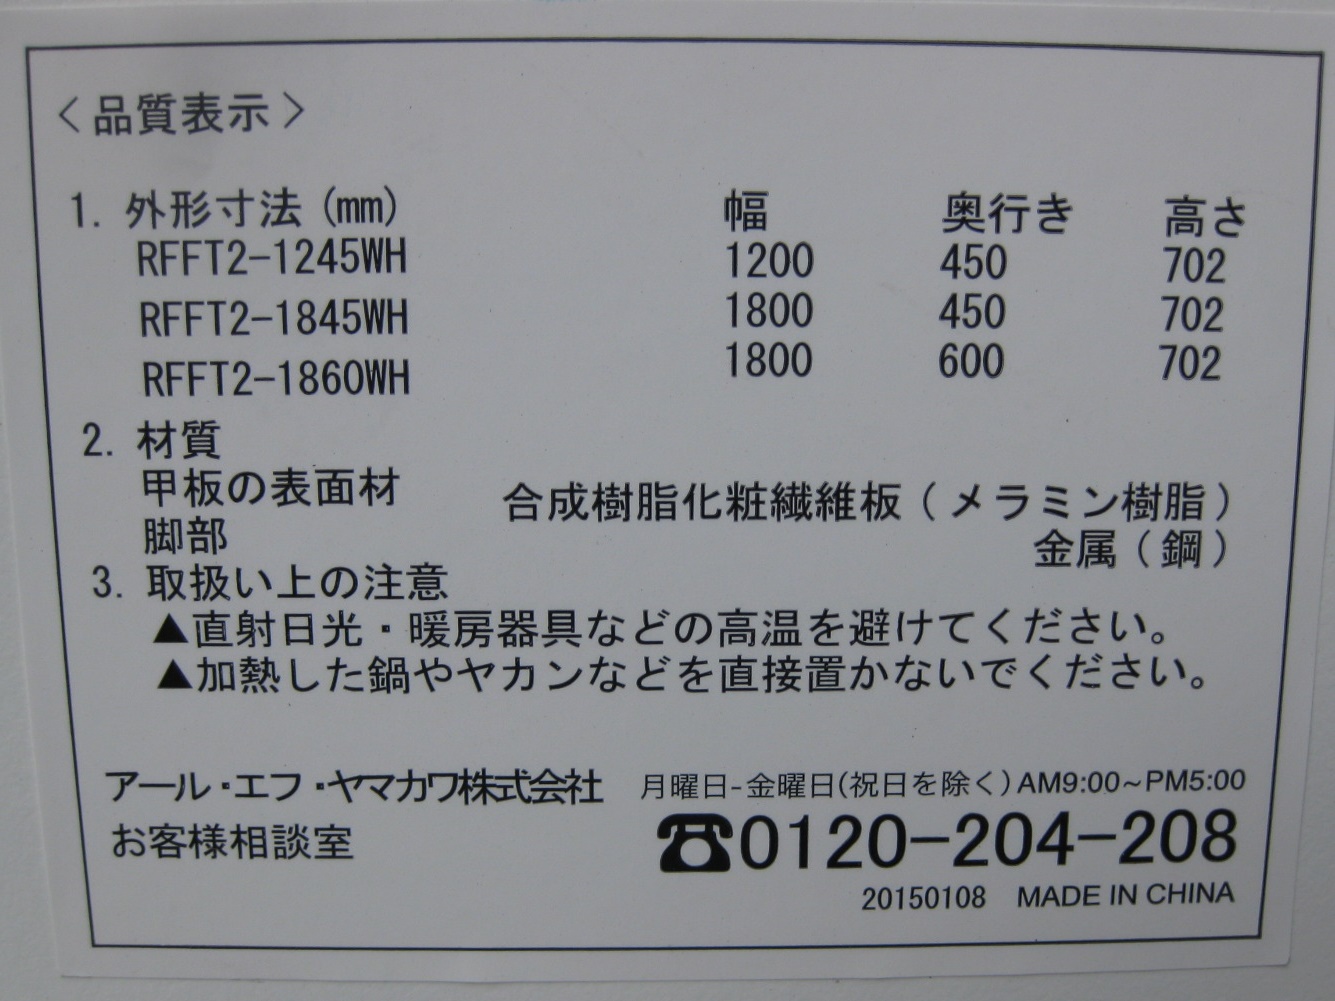 〈品質表示〉
1. 外形寸法(mm) 幅 奥行き 高さ
RFFT2-1245WH 1200 450 702
RFFT2-1845WH 1800 450 702
RFFT2-1860WH 1800 600 702
2. 材質
甲板の表面材 合成樹脂化粧繊維板(メラミン樹脂)
脚部 金属(鋼)
3. 取扱い上の注意
▲直射日光・暖房器具などの高温を避けてください。
▲加熱した鍋ややヤカンなどを直接置かないでください。
アール・エフ・ヤマカワ株式会社 月曜日-金曜日(祝日を除く)AM9:00~PM5:00
お客様相談室 ☎0120-204-208
20150108 MADE IN CHINA